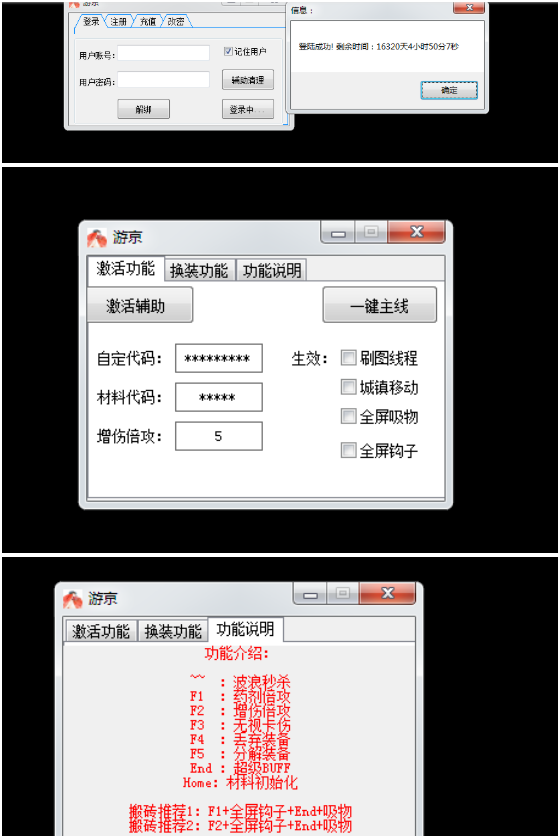 游京
登录 注册 充值 改密
用户账号:
记住用户
用户密码:
辅助清理
解绑
登录中...
信息:
登陆成功! 剩余时间:16320天4小时50分7秒
确定
游京
激活功能 换装功能 功能说明
激活辅助
一键主线
自定代码: *********
生效: 刷图线程
城镇移动
材料代码: *****
全屏吸物
增伤倍攻: 5
全屏钩子
游京
激活功能 换装功能 功能说明
功能介绍:
~~ : 波浪秒杀
F1 : 药剂倍攻
F2 : 增伤倍攻
F3 : 无视卡伤
F4 : 丢弃装备
F5 : 分解装备
End : 超级BUFF
Home: 材料初始化
搬砖推荐1: F1+全屏钩子+End+吸物
搬砖推荐2: F2+全屏钩子+End+吸物